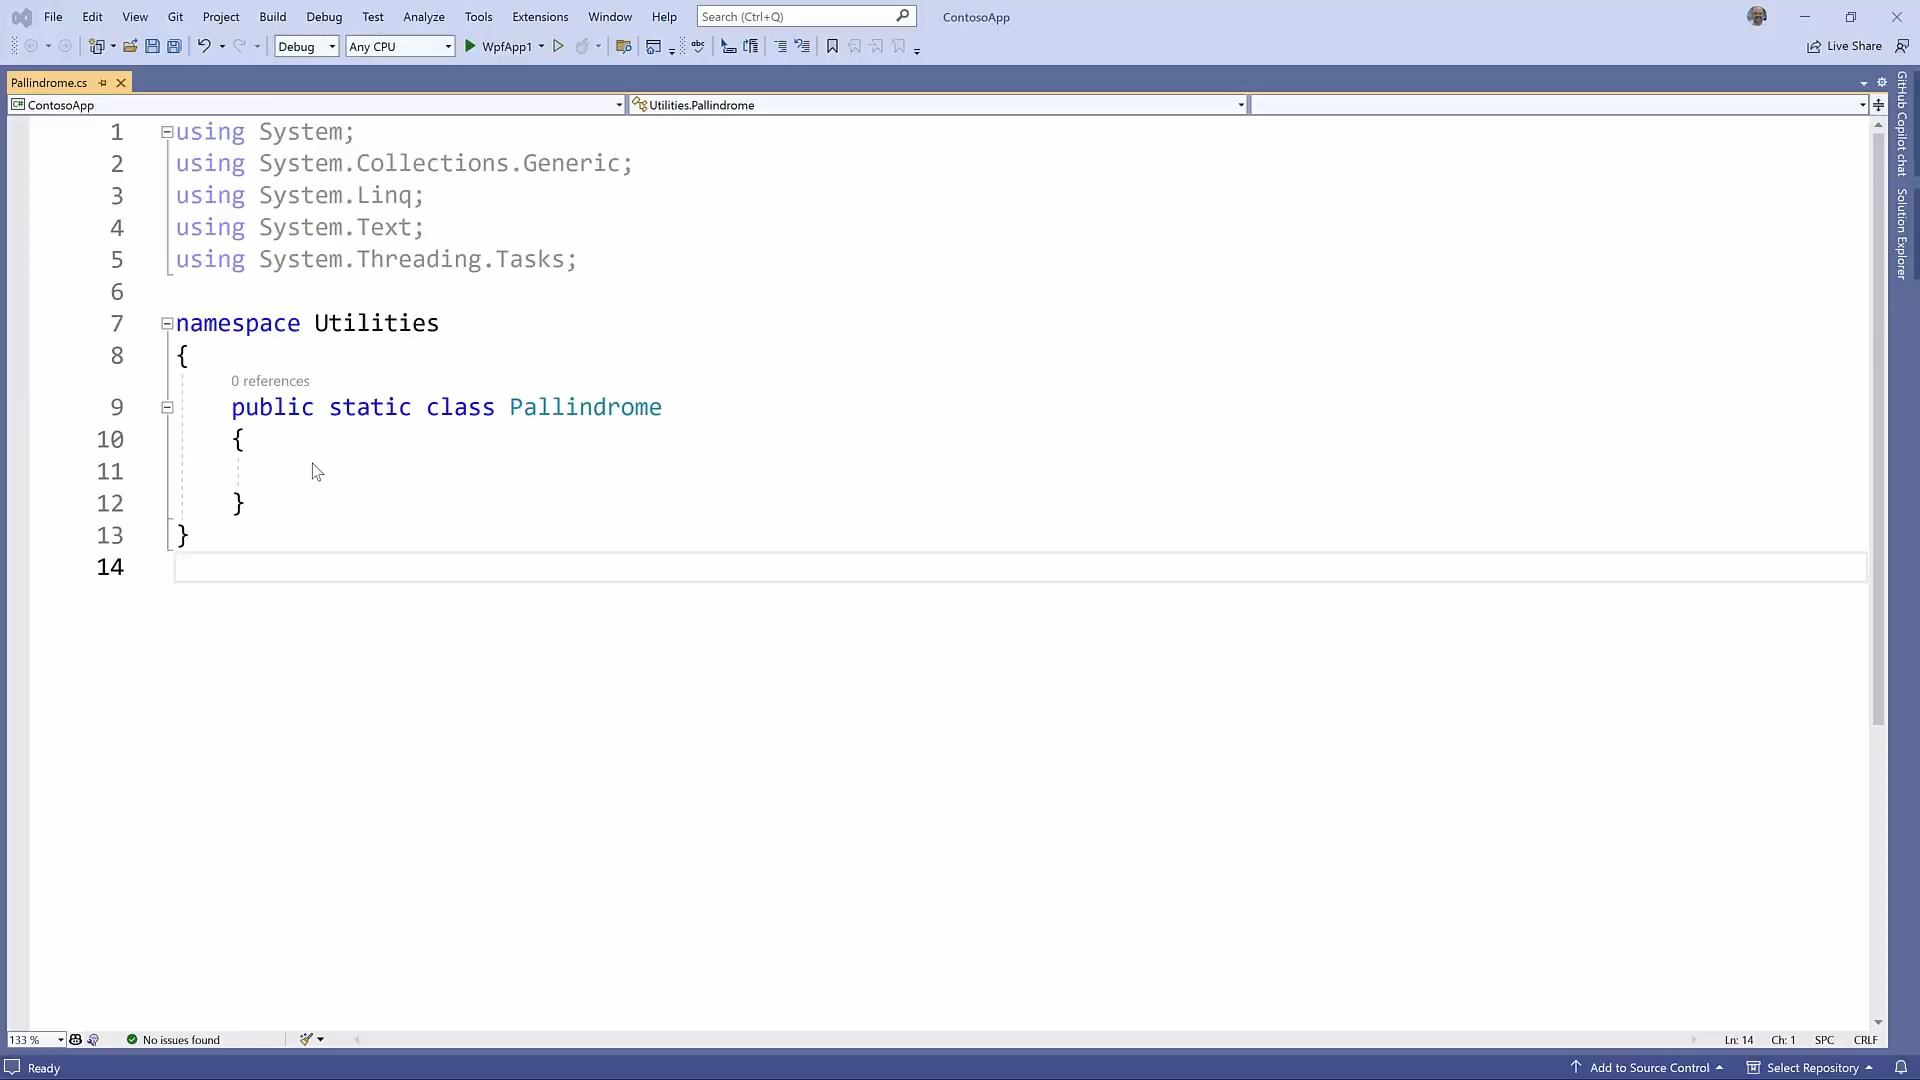 File Edit View Git Project Build Debug Test Analyze Tools Extensions Window Help Search (Ctrl+Q) ContosoApp
Debug Any CPU WpfApp1 Live Share
Pallindrome.cs
ContosoApp Utilities.Pallindrome
1 using System;
2 using System.Collections.Generic;
3 using System.Linq;
4 using System.Text;
5 using System.Threading.Tasks;
6
7 namespace Utilities
8 {
0 references
9 public static class Pallindrome
10 {
11
12 }
13 }
14
GitHub Copilot chat
Solution Explorer
133 % No issues found Ln: 14 Ch: 1 SPC CRLF
Ready Add to Source Control Select Repository